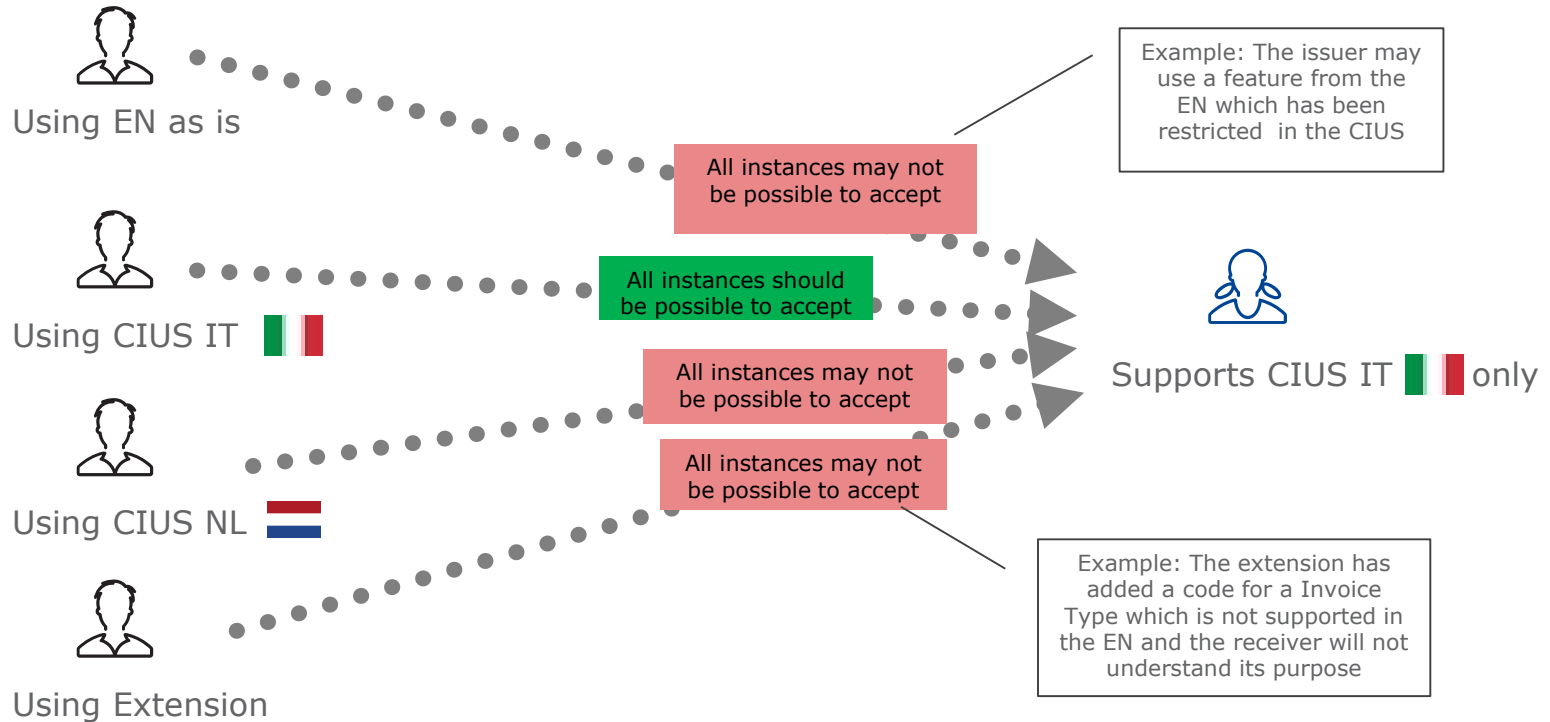 Using EN as is
Example: The issuer may
use a feature from the
EN which has been
restricted in the CIUS
All instances may not
be possible to accept
Using CIUS IT
All instances should
be possible to accept
Supports CIUS IT only
Using CIUS NL
All instances may not
be possible to accept
Using Extension
All instances may not
be possible to accept
Example: The extension has
added a code for a Invoice
Type which is not supported in
the EN and the receiver will not
understand its purpose